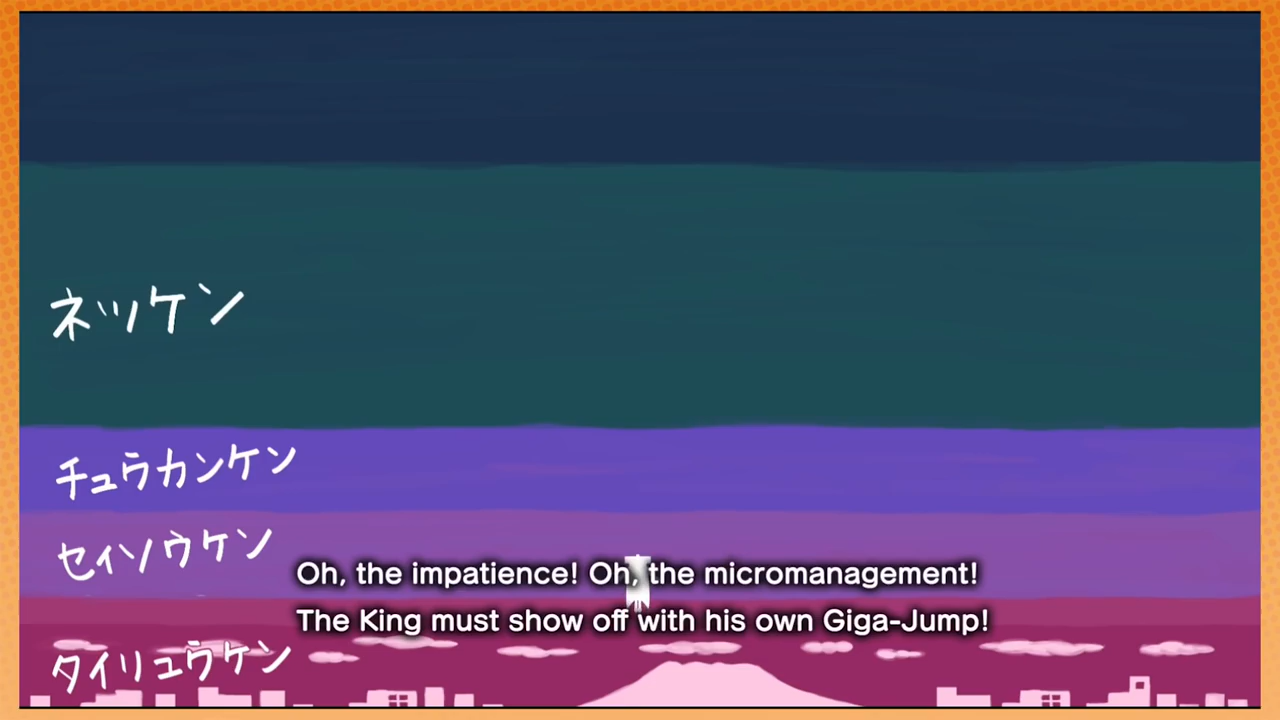 ネツケン
チュウカンケン
セイソウケン
Oh, the impatience! Oh, the micromanagement!
The King must show off with his own Giga-Jump!
タイリュウケン